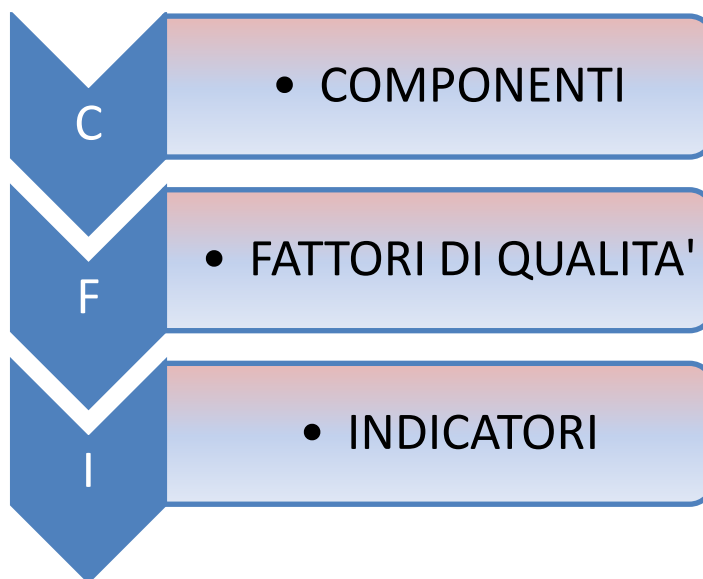 C
• COMPONENTI
F
• FATTORI DI QUALITA'
I
• INDICATORI